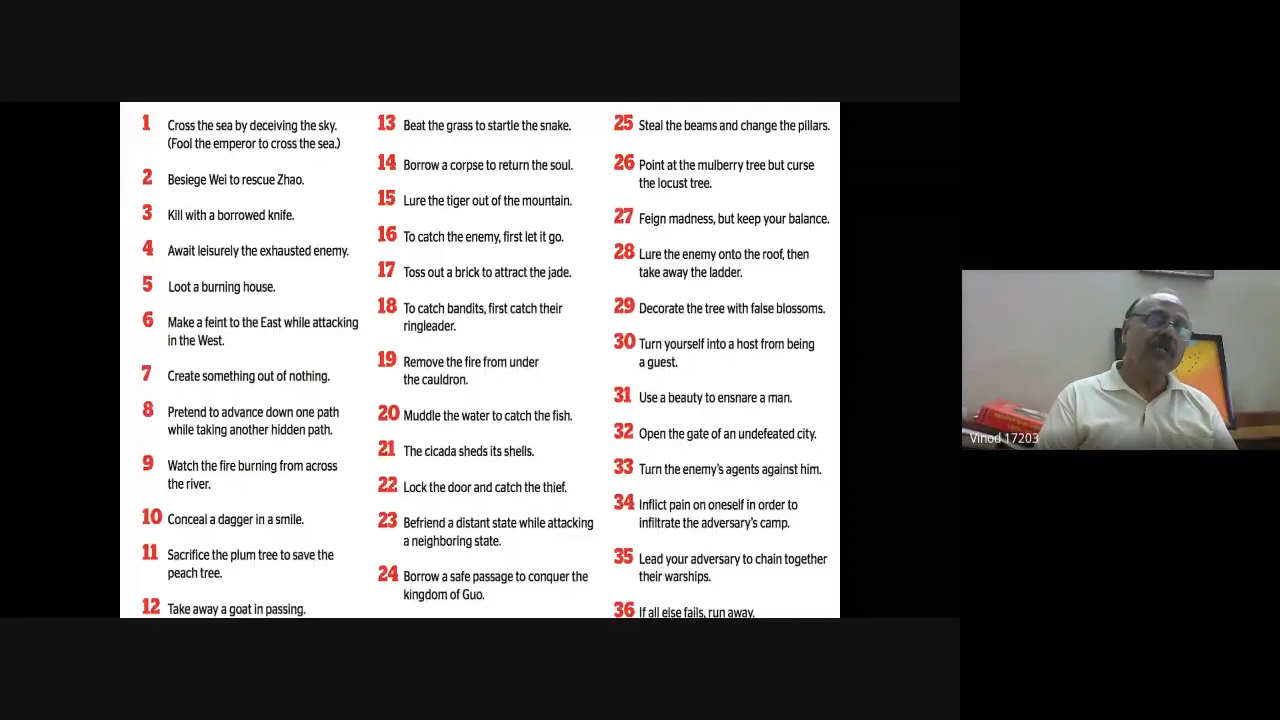 1 Cross the sea by deceiving the sky.
(Fool the emperor to cross the sea.)
2 Besiege Wei to rescue Zhao.
3 Kill with a borrowed knife.
4 Await leisurely the exhausted enemy.
5 Loot a burning house.
6 Make a feint to the East while attacking
in the West.
7 Create something out of nothing.
8 Pretend to advance down one path
while taking another hidden path.
9 Watch the fire burning from across
the river.
10 Conceal a dagger in a smile.
11 Sacrifice the plum tree to save the
peach tree.
12 Take away a goat in passing.
13 Beat the grass to startle the snake.
14 Borrow a corpse to return the soul.
15 Lure the tiger out of the mountain.
16 To catch the enemy, first let it go.
17 Toss out a brick to attract the jade.
18 To catch bandits, first catch their
ringleader.
19 Remove the fire from under
the cauldron.
20 Muddle the water to catch the fish.
21 The cicada sheds its shells.
22 Lock the door and catch the thief.
23 Befriend a distant state while attacking
a neighboring state.
24 Borrow a safe passage to conquer the
kingdom of Guo.
25 Steal the beams and change the pillars.
26 Point at the mulberry tree but curse
the locust tree.
27 Feign madness, but keep your balance.
28 Lure the enemy onto the roof, then
take away the ladder.
29 Decorate the tree with false blossoms.
30 Turn yourself into a host from being
a guest.
31 Use a beauty to ensnare a man.
32 Open the gate of an undefeated city.
33 Turn the enemy's agents against him.
34 Inflict pain on oneself in order to
infiltrate the adversary's camp.
35 Lead your adversary to chain together
their warships.
36 If all else fails, run away.
Vinod 17203